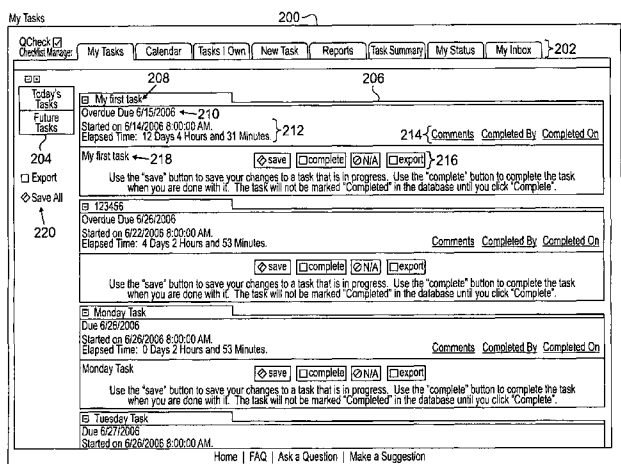 My Tasks
200
QCheck
Checklist Manager:
My Tasks Calendar Tasks I Own New Task Reports Task Summary My Status My Inbox 202
208 206
Today's Tasks
Future Tasks
204
Export
Save All
220
My first task
Overdue Due 6/15/2006 210
Started on 6/14/2006 8:00:00 AM.
Elapsed Time: 12 Days 4 Hours and 31 Minutes. 212 214 Comments Completed By Completed On
My first task 218 save complete N/A export 216
Use the "save" button to save your changes to a task that is in progress. Use the "complete" button to complete the task
when you are done with it. The task will not be marked "Completed" in the database until you click "Complete".
123456
Overdue Due 6/26/2006
Started on 6/22/2006 8:00:00 AM.
Elapsed Time: 4 Days 2 Hours and 53 Minutes. Comments Completed By Completed On
save complete N/A export
Use the "save" button to save your changes to a task that is in progress. Use the "complete" button to complete the task
when you are done with it. The task will not be marked "Completed" in the database until you click "Complete".
Monday Task
Due 6/26/2006
Started on 6/26/2006 8:00:00 AM.
Elapsed Time: 0 Days 2 Hours and 53 Minutes. Comments Completed By Completed On
Monday Task save complete N/A export
Use the "save" button to save your changes to a task that is in progress. Use the "complete" button to complete the task
when you are done with it. The task will not be marked "Completed" in the database until you click "Complete".
Tuesday Task
Due 6/27/2006
Started on 6/26/2006 8:00:00 AM.
Home | FAQ | Ask a Question | Make a Suggestion